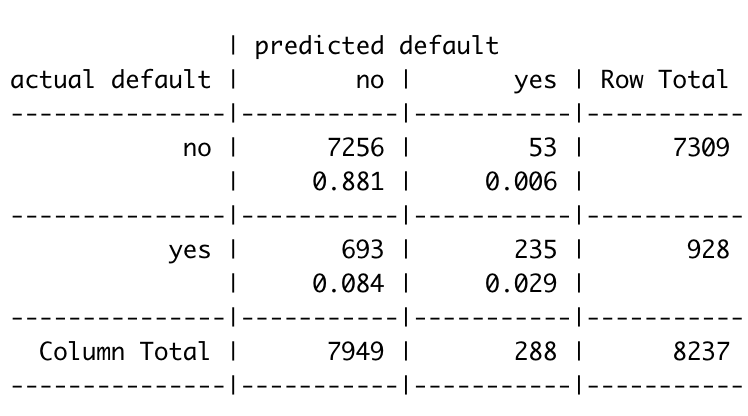 | predicted default
actual default | no | yes | Row Total
---------------|-----------|-----------|-----------
no | 7256 | 53 | 7309
| 0.881 | 0.006 |
---------------|-----------|-----------|-----------
yes | 693 | 235 | 928
| 0.084 | 0.029 |
---------------|-----------|-----------|-----------
Column Total | 7949 | 288 | 8237
---------------|-----------|-----------|-----------